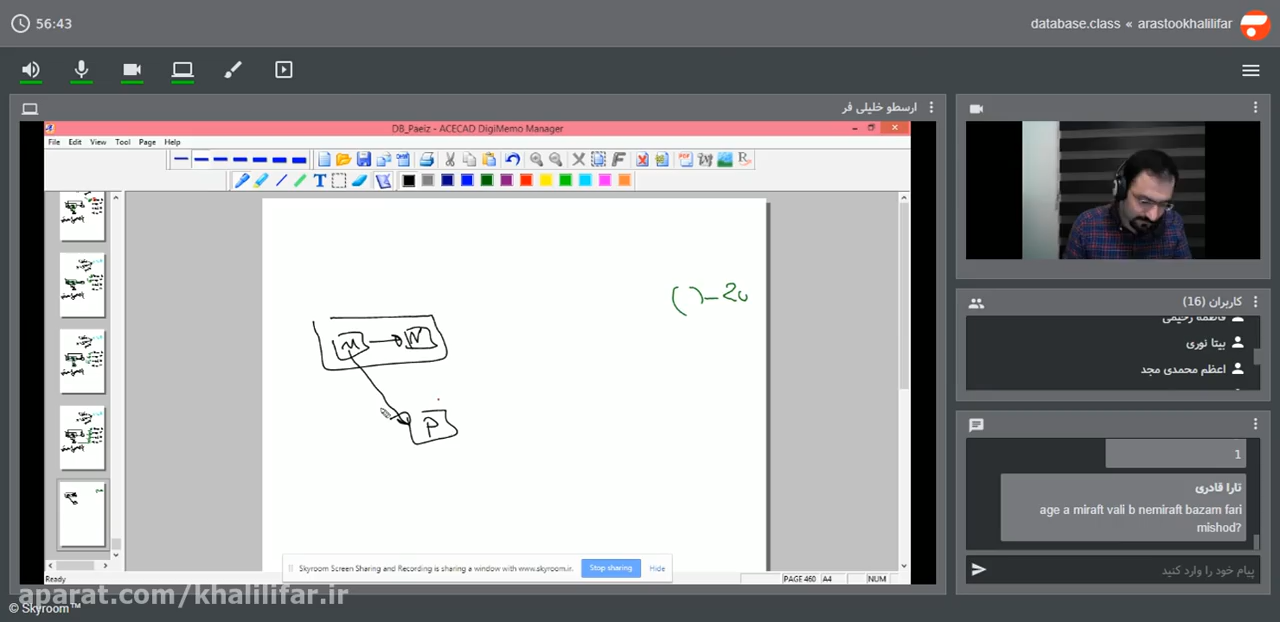 56:43
database.class « arastookhalilifar
ارسطو خلیلی فر
DB_Paeiz - ACECAD DigiMemo Manager
File Edit View Tool Page Help
( ) - 20
M N
P
Skyroom Screen Sharing and Recording is sharing a window with www.skyroom.ir. Stop sharing Hide
Ready PAGE 460 A4 NUM
کاربران (16)
فاطمه رحیمی
بیتا نوری
اعظم محمدی مجد
1
تارا قادری
age a miraft vali b nemiraft bazam fari
mishod?
پیام خود را وارد کنید
aparat.com/khalilifar.ir
© Skyroom™